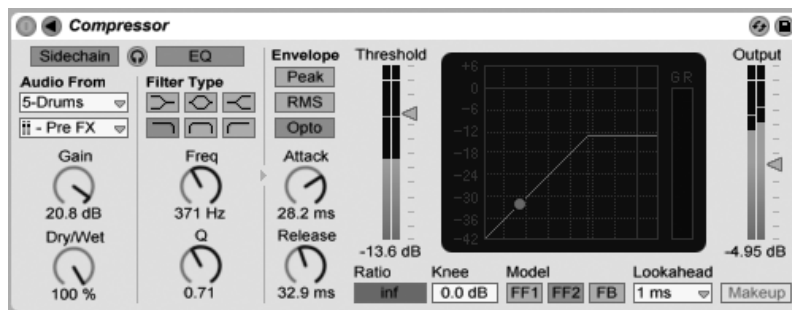 Compressor
Sidechain EQ
Audio From
5-Drums
- Pre FX
Gain
20.8 dB
Dry/Wet
100 %
Filter Type
Freq
371 Hz
Q
0.71
Envelope
Peak
RMS
Opto
Attack
28.2 ms
Release
32.9 ms
Threshold
-13.6 dB
+6
0
-6
-12
-18
-24
-30
-36
-42
GR
Output
-4.95 dB
Ratio
inf
Knee
0.0 dB
Model
FF1 FF2 FB
Lookahead
1 ms
Makeup